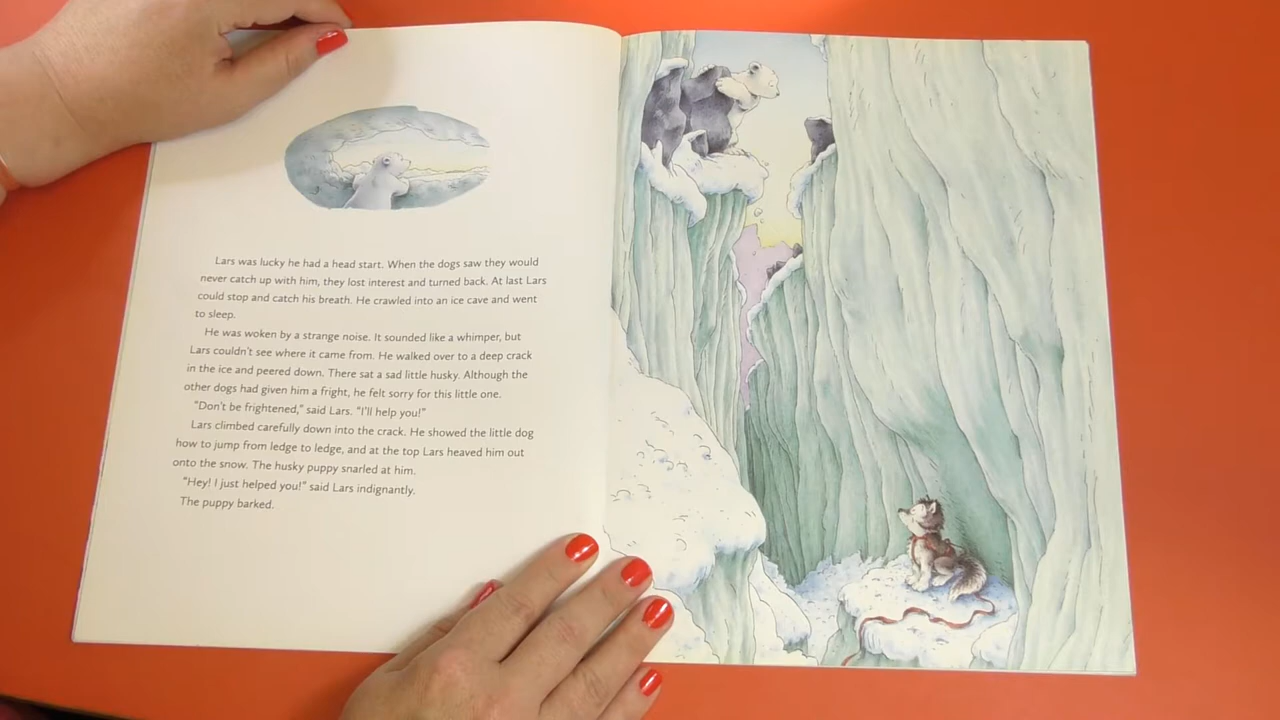 Lars was lucky he had a head start. When the dogs saw they would
never catch up with him, they lost interest and turned back. At last Lars
could stop and catch his breath. He crawled into an ice cave and went
to sleep.
He was woken by a strange noise. It sounded like a whimper, but
Lars couldn't see where it came from. He walked over to a deep crack
in the ice and peered down. There sat a sad little husky. Although the
other dogs had given him a fright, he felt sorry for this little one.
"Don't be frightened," said Lars. "I'll help you!"
Lars climbed carefully down into the crack. He showed the little dog
how to jump from ledge to ledge, and at the top Lars heaved him out
onto the snow. The husky puppy snarled at him.
"Hey! I just helped you!" said Lars indignantly.
The puppy barked.